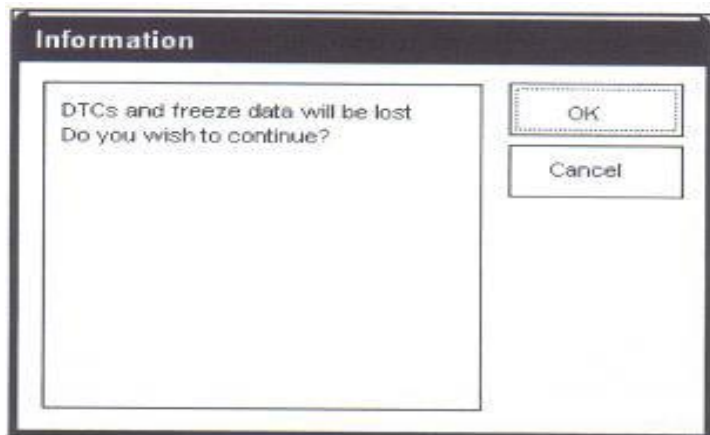 Information
DTCs and freeze data will be lost
Do you wish to continue?
OK
Cancel